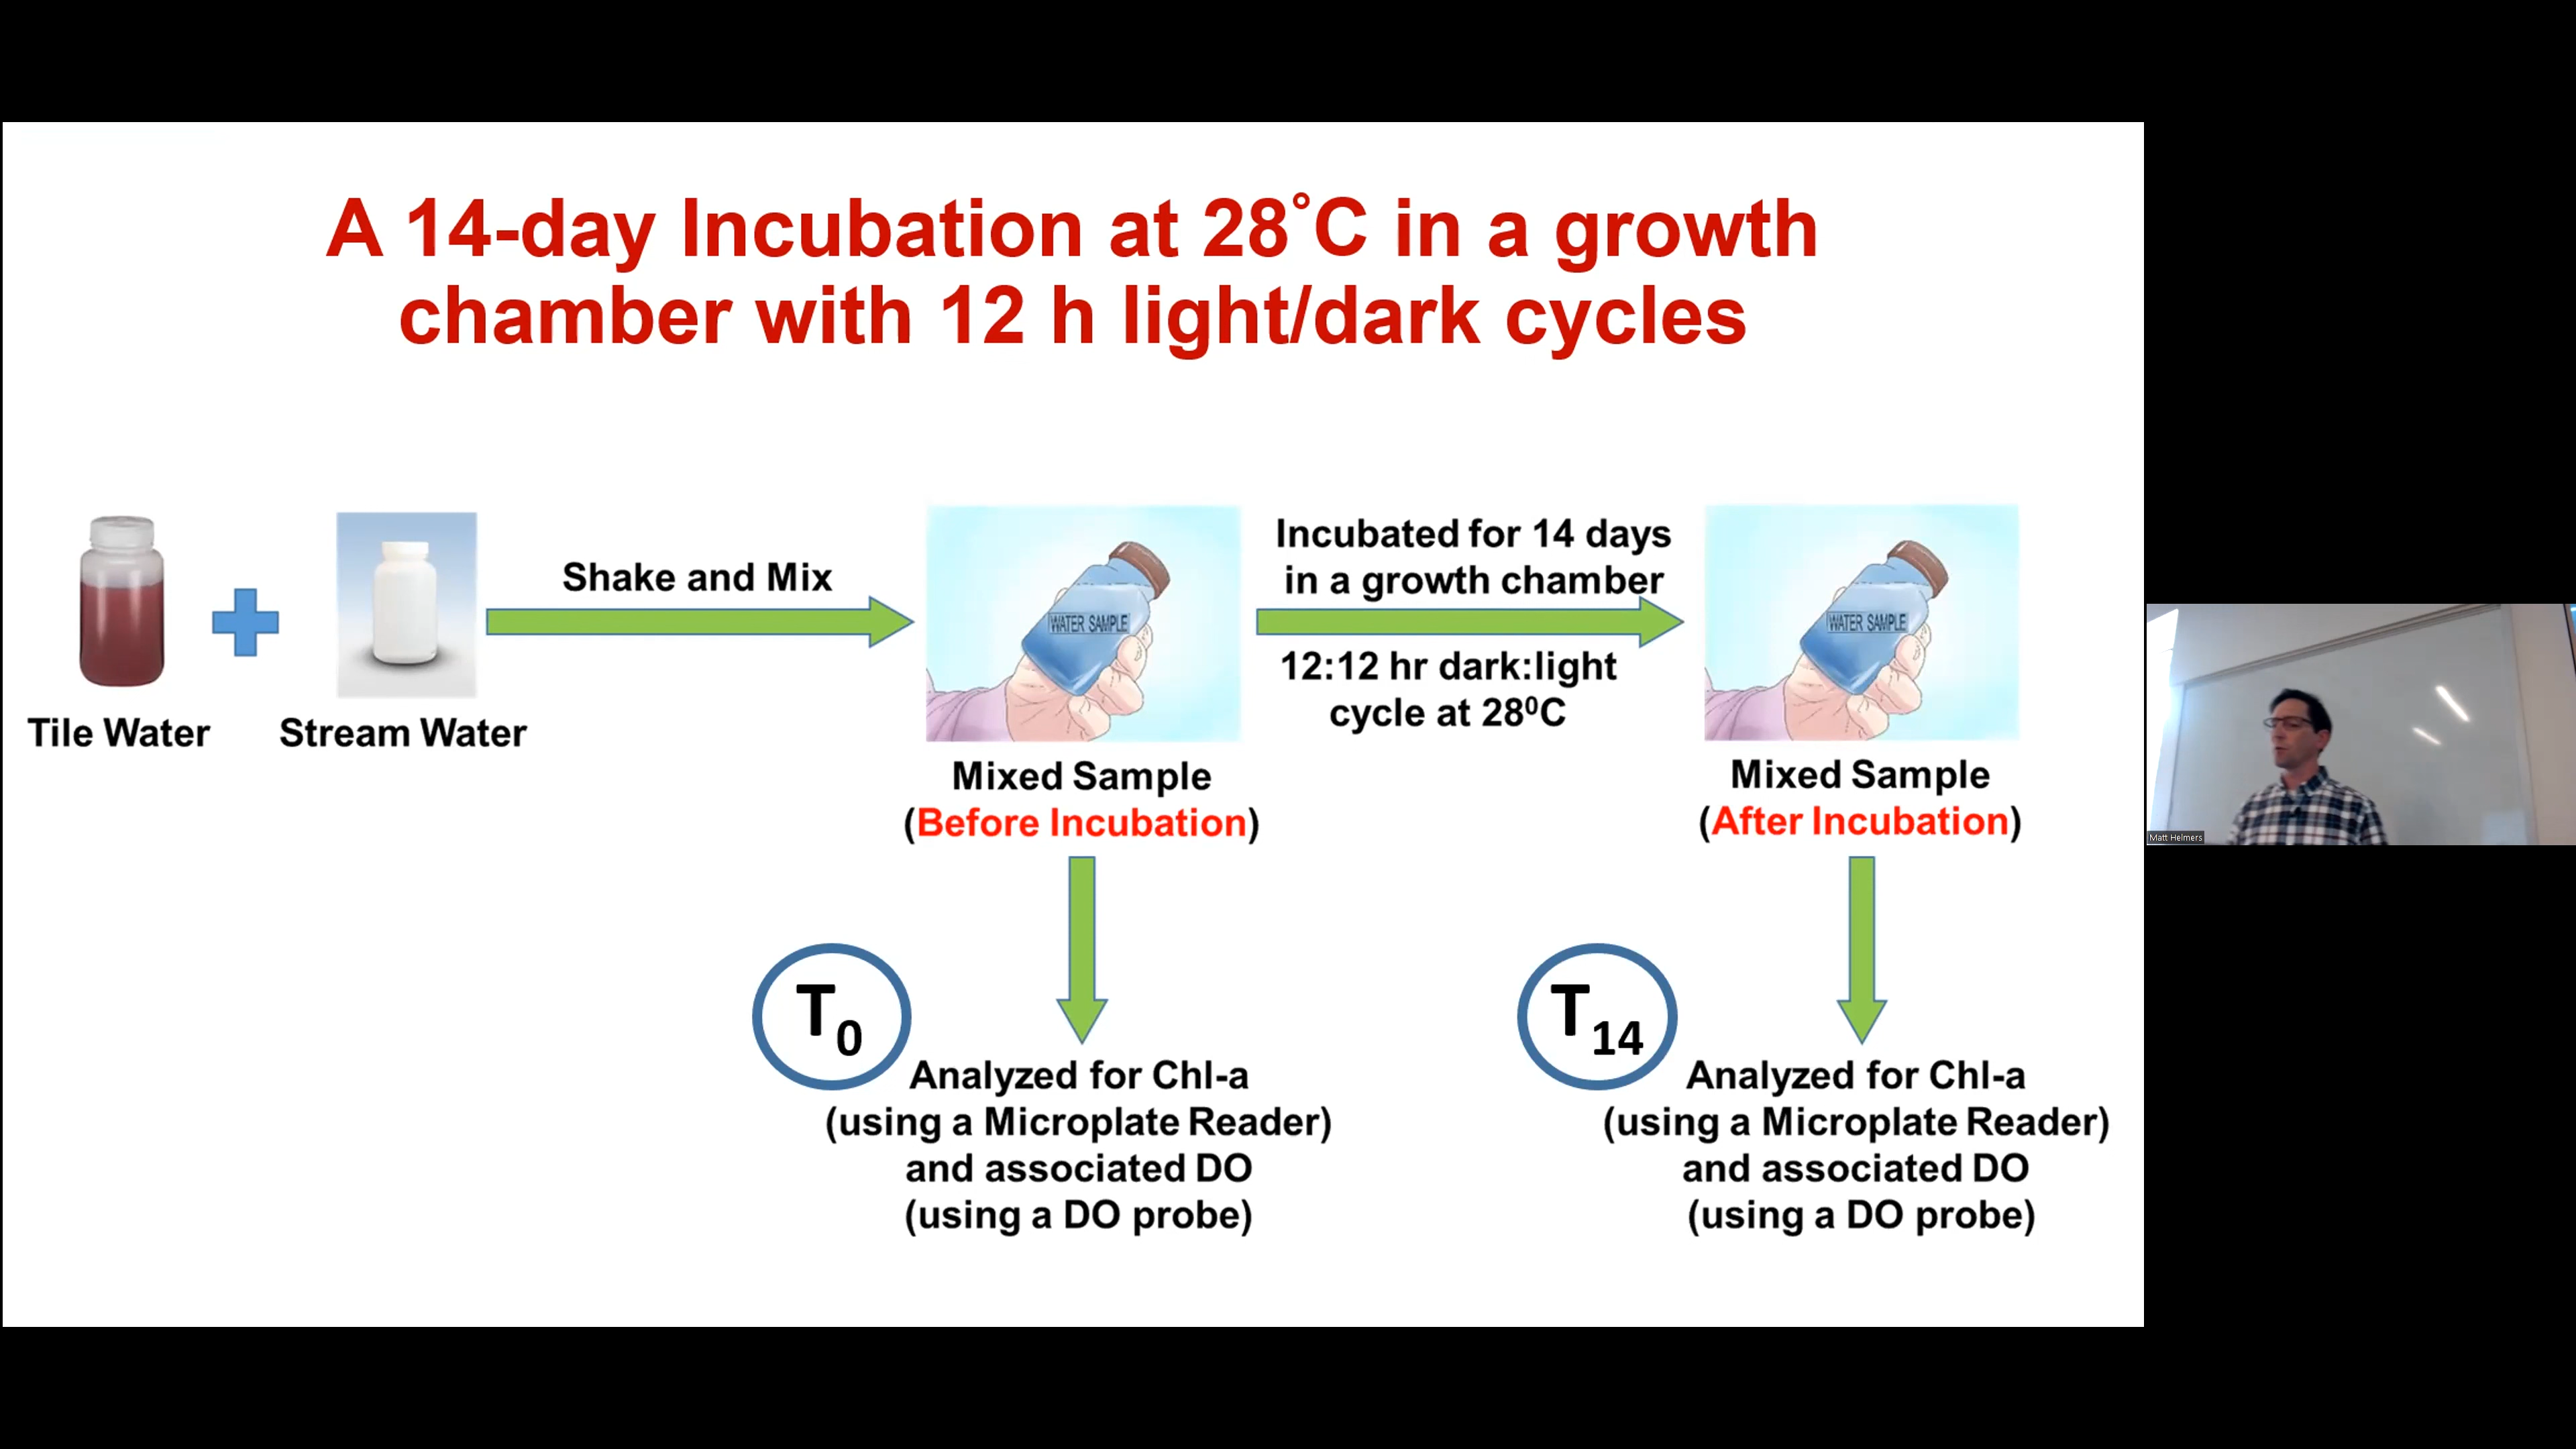 A 14-day Incubation at 28°C in a growth
chamber with 12 h light/dark cycles
Tile Water
Stream Water
Shake and Mix
WATER SAMPLE
Mixed Sample
(Before Incubation)
Incubated for 14 days
in a growth chamber
12:12 hr dark:light
cycle at 28⁰C
WATER SAMPLE
Mixed Sample
(After Incubation)
T0
Analyzed for Chl-a
(using a Microplate Reader)
and associated DO
(using a DO probe)
T14
Analyzed for Chl-a
(using a Microplate Reader)
and associated DO
(using a DO probe)
Matt Helmers